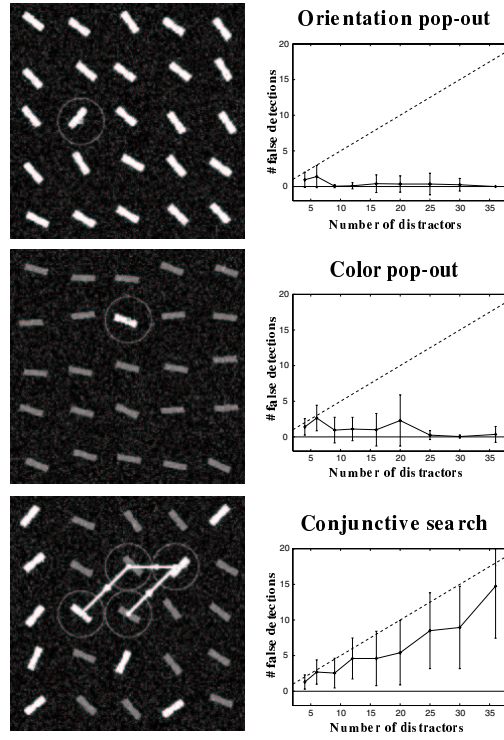 Orientation pop-out
20
15
10
5
0
# false detections
5 10 15 20 25 30 35
Number of distractors
Color pop-out
20
15
10
5
0
# false detections
5 10 15 20 25 30 35
Number of distractors
Conjunctive search
20
15
10
5
0
# false detections
5 10 15 20 25 30 35
Number of distractors